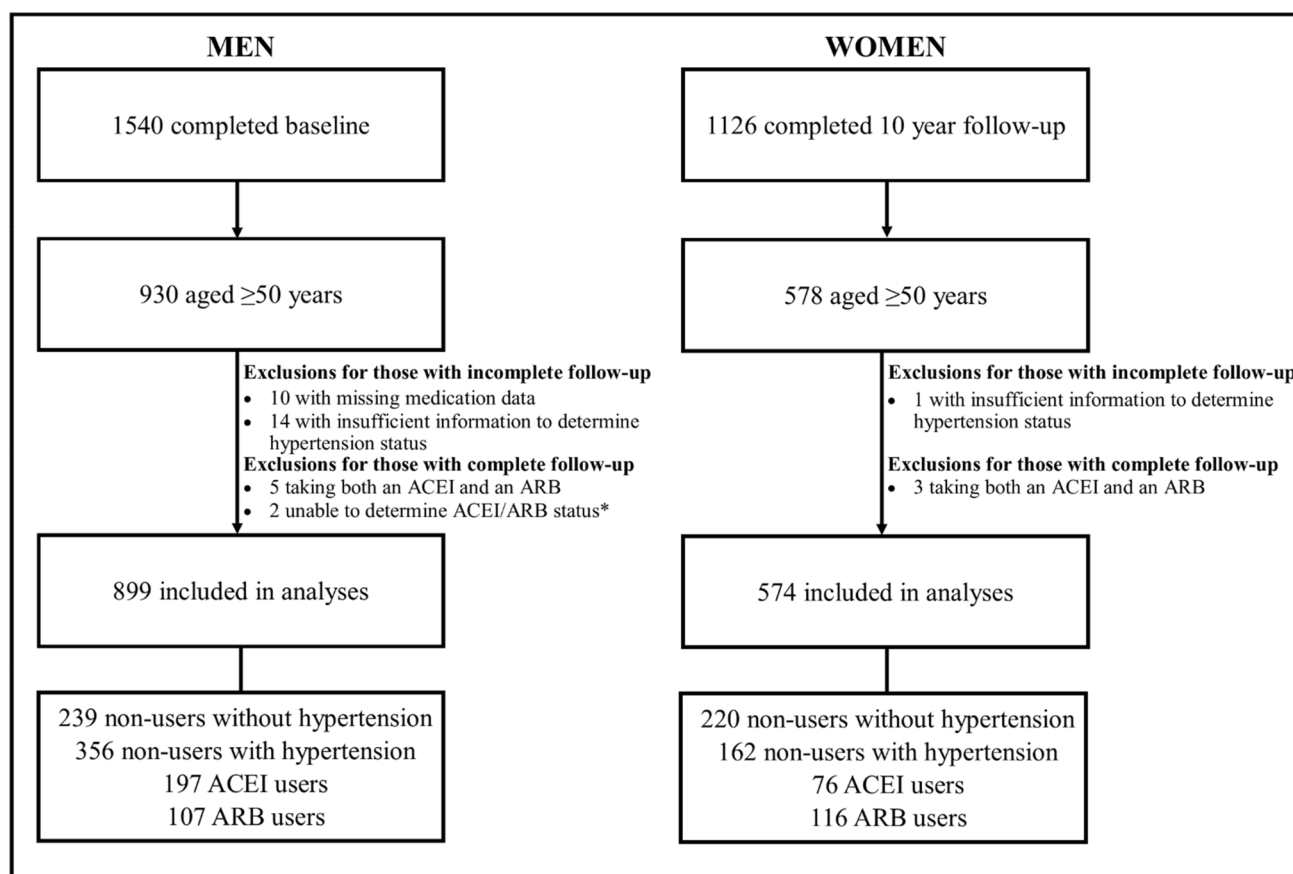 MEN
1540 completed baseline
930 aged ≥50 years
Exclusions for those with incomplete follow-up
• 10 with missing medication data
• 14 with insufficient information to determine
hypertension status
Exclusions for those with complete follow-up
• 5 taking both an ACEI and an ARB
• 2 unable to determine ACEI/ARB status*
899 included in analyses
239 non-users without hypertension
356 non-users with hypertension
197 ACEI users
107 ARB users
WOMEN
1126 completed 10 year follow-up
578 aged ≥50 years
Exclusions for those with incomplete follow-up
• 1 with insufficient information to determine
hypertension status
Exclusions for those with complete follow-up
• 3 taking both an ACEI and an ARB
574 included in analyses
220 non-users without hypertension
162 non-users with hypertension
76 ACEI users
116 ARB users